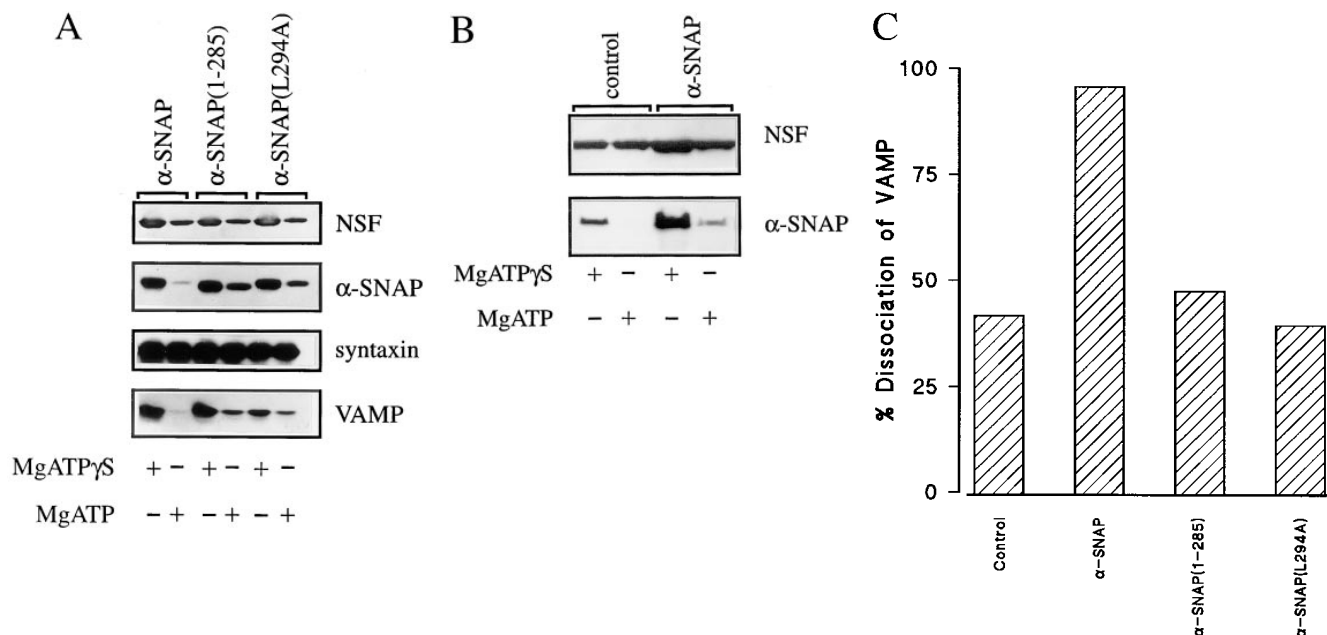 A
α-SNAP
α-SNAP(1-285)
α-SNAP(L294A)
NSF
α-SNAP
syntaxin
VAMP
MgATPγS + − + − + −
MgATP − + − + − +
B
control
α-SNAP
NSF
α-SNAP
MgATPγS + − + −
MgATP − + − +
C
% Dissociation of VAMP
100
75
50
25
0
Control
α-SNAP
α-SNAP(1-285)
α-SNAP(L294A)